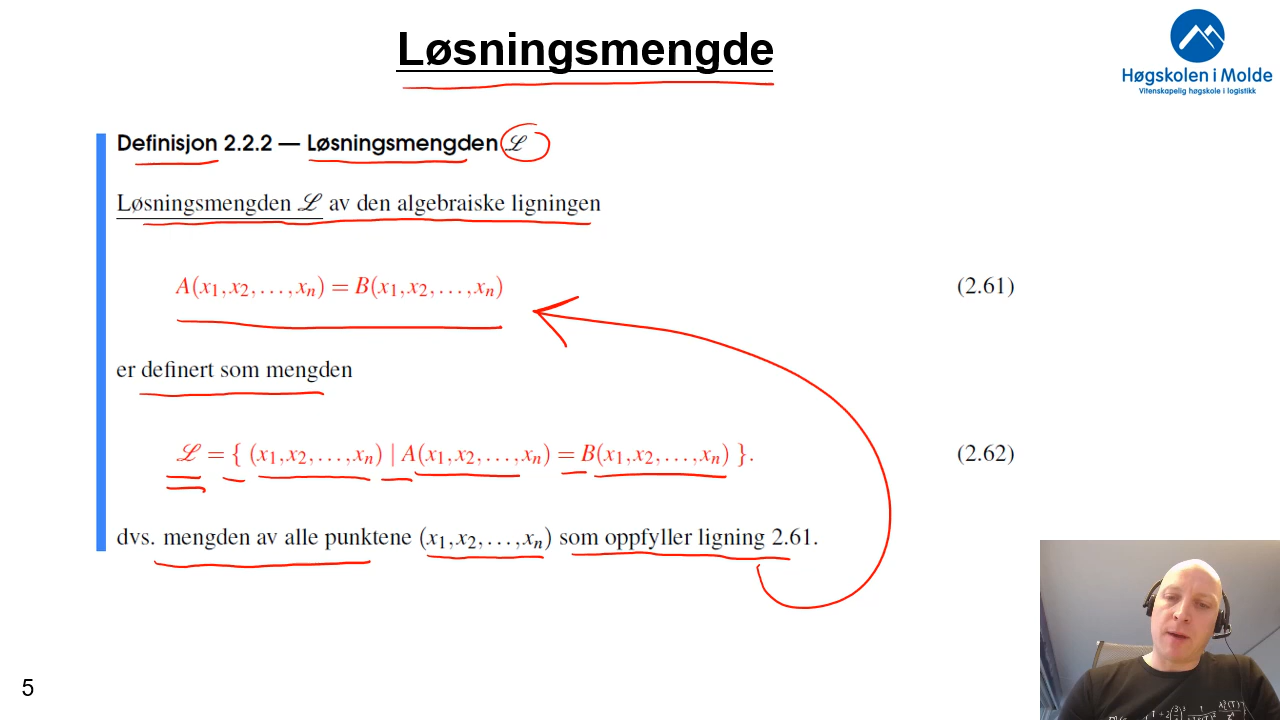 Løsningsmengde
Høgskolen i Molde
Vitenskapelig høgskole i logistikk
Definisjon 2.2.2 — Løsningsmengden ℒ
Løsningsmengden ℒ av den algebraiske ligningen
A(x₁,x₂,...,xₙ) = B(x₁,x₂,...,xₙ) (2.61)
er definert som mengden
ℒ = { (x₁,x₂,...,xₙ) | A(x₁,x₂,...,xₙ) = B(x₁,x₂,...,xₙ) }. (2.62)
dvs. mengden av alle punktene (x₁,x₂,...,xₙ) som oppfyller ligning 2.61.
5